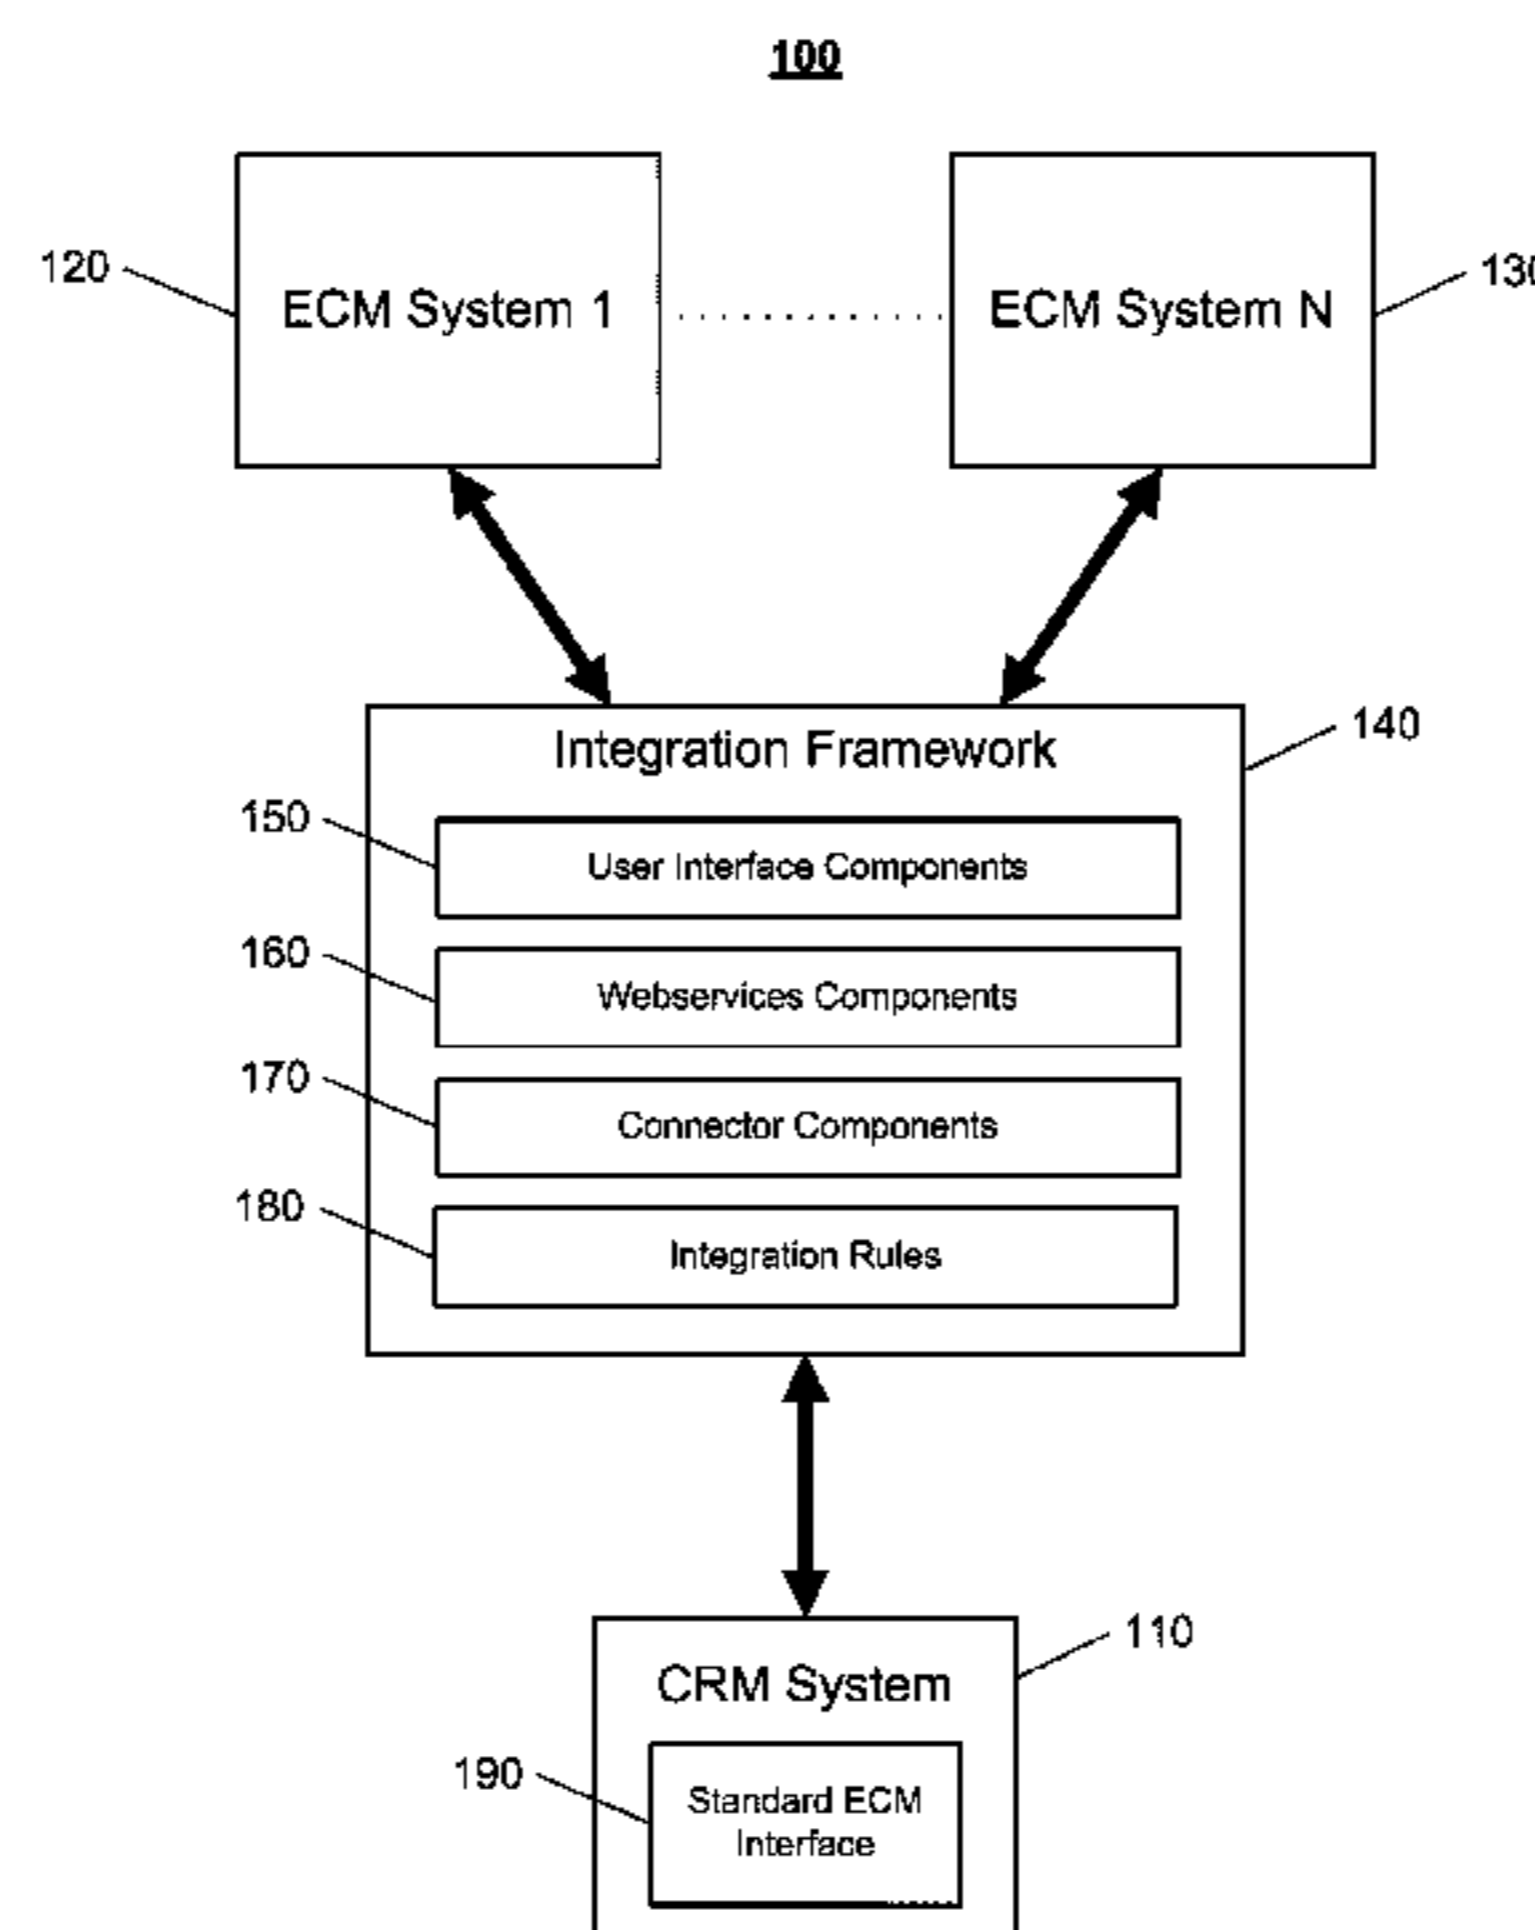 100
120
ECM System 1
ECM System N
130
Integration Framework
140
150
User Interface Components
160
Webservices Components
170
Connector Components
180
Integration Rules
110
CRM System
190
Standard ECM
Interface